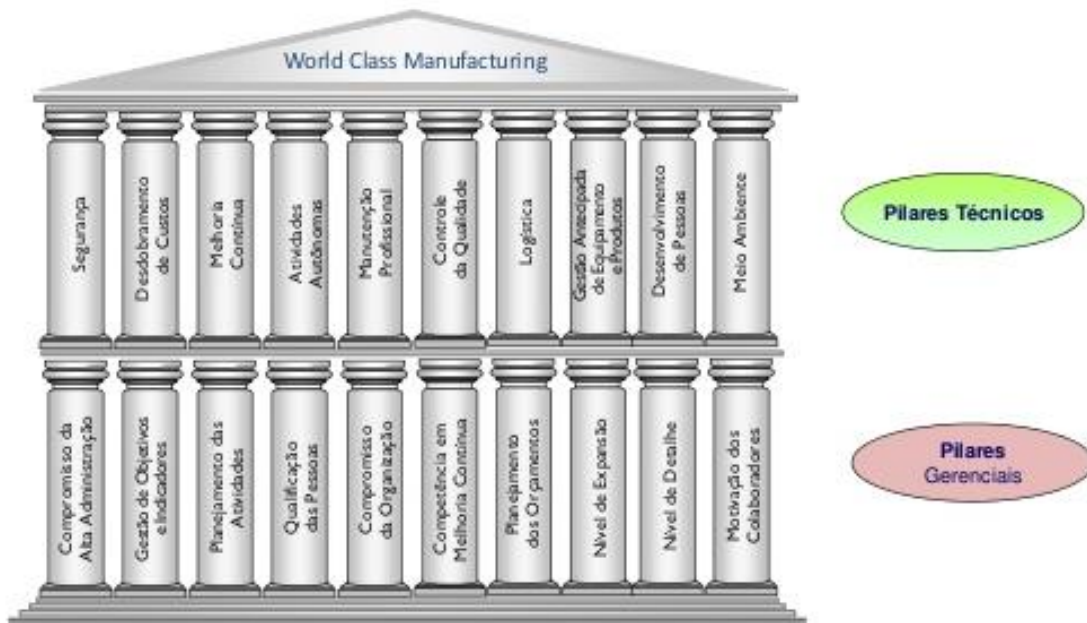 World Class Manufacturing
Segurança
Desdobramento
de Custos
Melhoria
Contínua
Atividades
Autônomas
Manutenção
Profissional
Controle
da Qualidade
Logística
Gestão Antecipada
de Equipamento
e Produtos
Desenvolvimento
de Pessoas
Meio Ambiente
Pilares Técnicos
Compromisso da
Alta Administração
Gestão de Objetivos
e Indicadores
Planejamento das
Atividades
Qualificação
das Pessoas
Compromisso
da Organização
Competência em
Melhoria Contínua
Planejamento
dos Orçamentos
Nível de Expansão
Nível de Detalhe
Motivação dos
Colaboradores
Pilares
Gerenciais